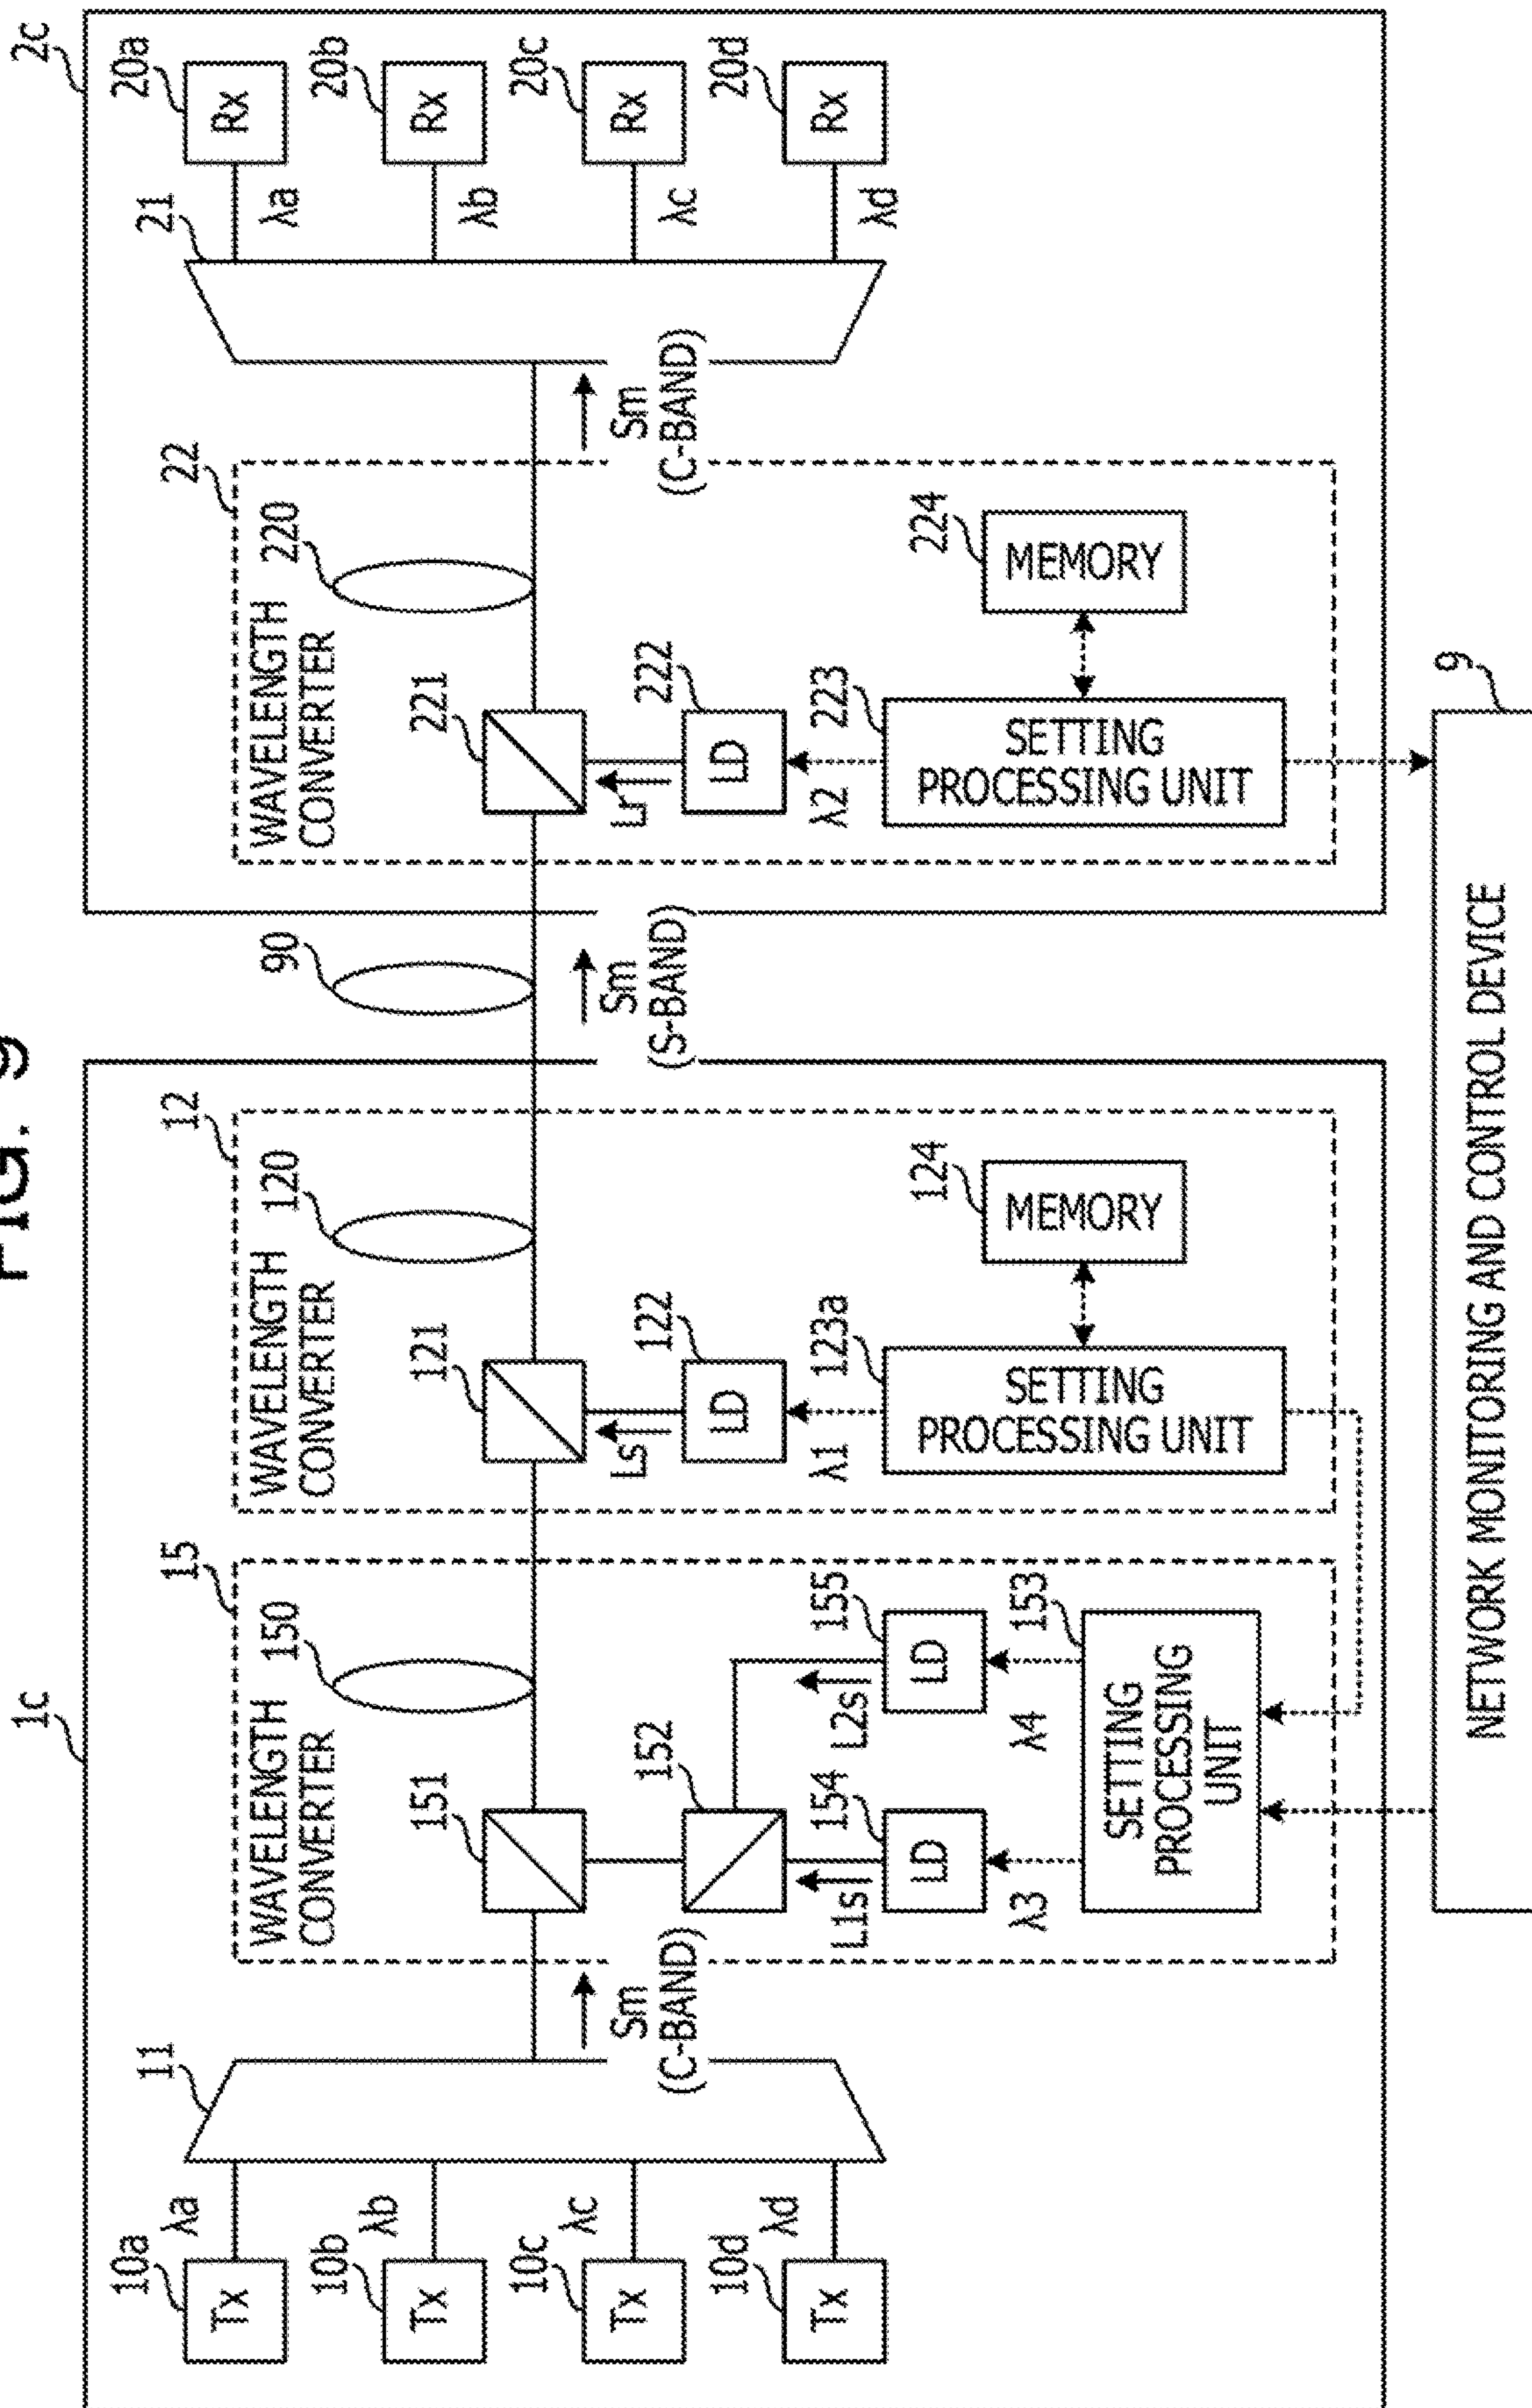 FIG. 9
1c
10a
Tx
λa
10b
Tx
λb
10c
Tx
λc
10d
Tx
λd
11
Sm
(C-BAND)
15
WAVELENGTH
CONVERTER
150
151
152
154
LD
L1s
λ3
155
LD
L2s
λ4
153
SETTING
PROCESSING
UNIT
12
WAVELENGTH
CONVERTER
120
121
122
LD
Ls
λ1
123a
SETTING
PROCESSING UNIT
124
MEMORY
90
Sm
(S-BAND)
2c
22
WAVELENGTH
CONVERTER
220
221
222
LD
Lr
λ2
223
SETTING
PROCESSING UNIT
224
MEMORY
Sm
(C-BAND)
21
λa
20a
Rx
λb
20b
Rx
λc
20c
Rx
λd
20d
Rx
9
NETWORK MONITORING AND CONTROL DEVICE